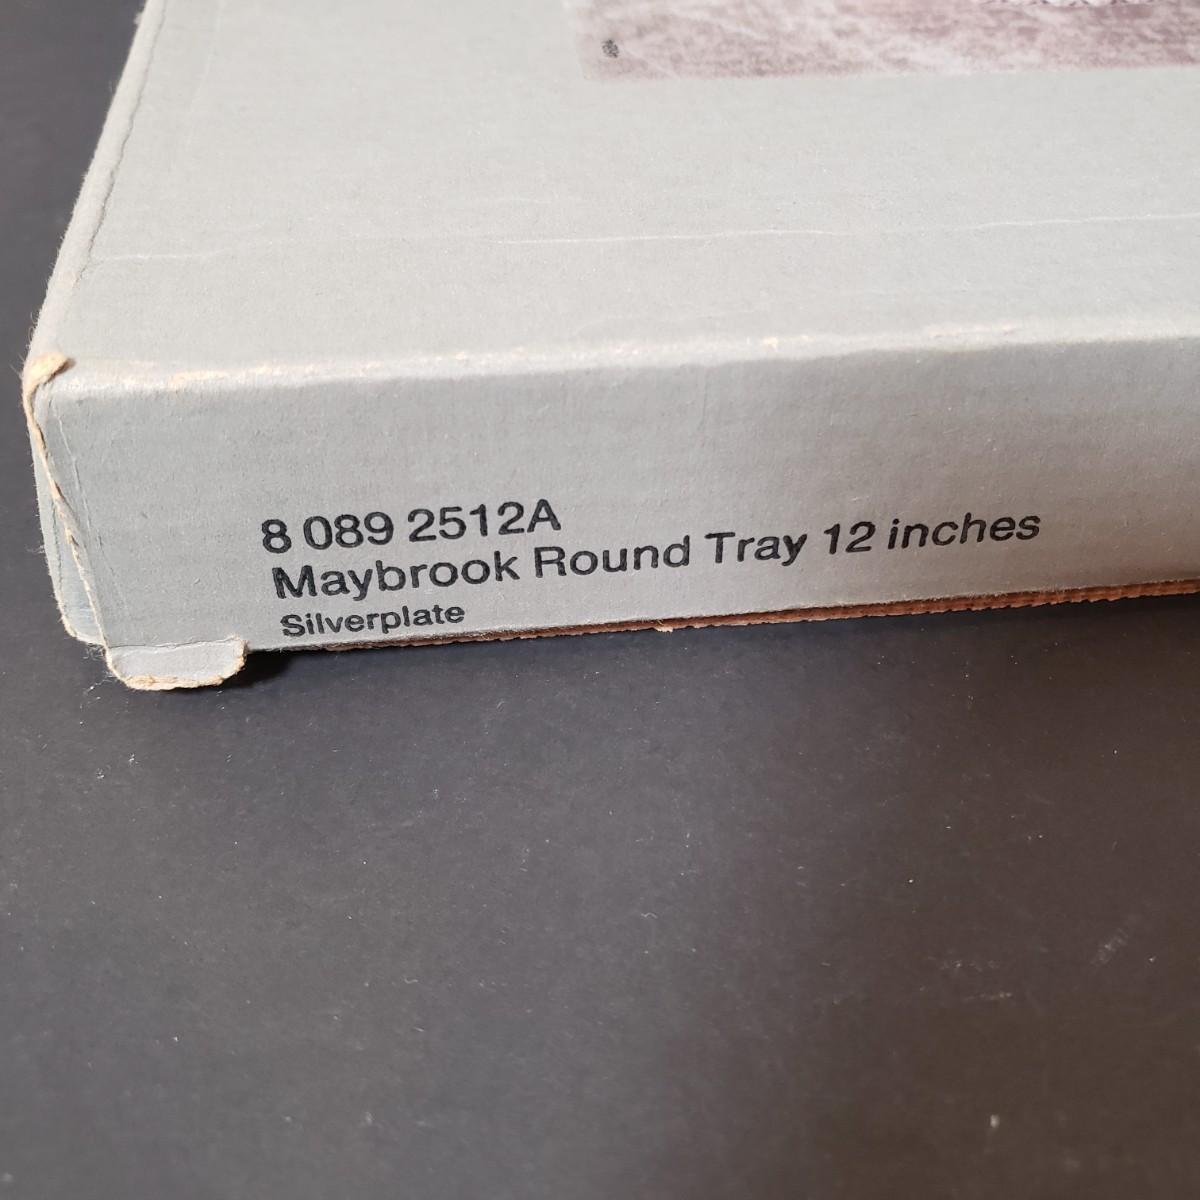 8 089 2512A
Maybrook Round Tray 12 inches
Silverplate